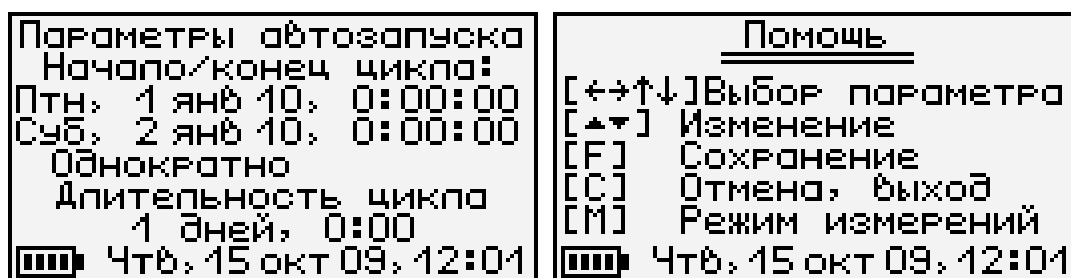 Параметры автозапуска
Начало/конец цикла:
Птн, 1 янв 10, 0:00:00
Суб, 2 янв 10, 0:00:00
Однократно
Длительность цикла
1 дней, 0:00
Чтв, 15 окт 09, 12:01
Помощь
[←→↑↓]Выбор параметра
[▲▼] Изменение
[F] Сохранение
[C] Отмена, выход
[M] Режим измерений
Чтв, 15 окт 09, 12:01